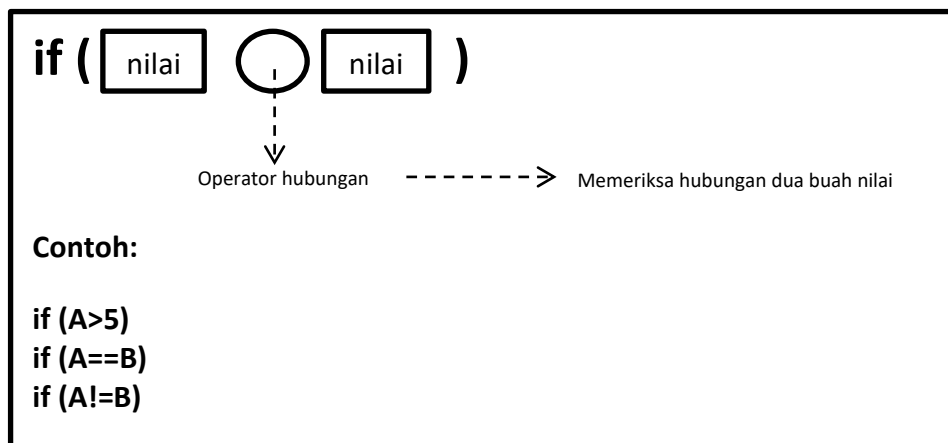 if ( nilai nilai )
Operator hubungan Memeriksa hubungan dua buah nilai
Contoh:
if (A>5)
if (A==B)
if (A!=B)